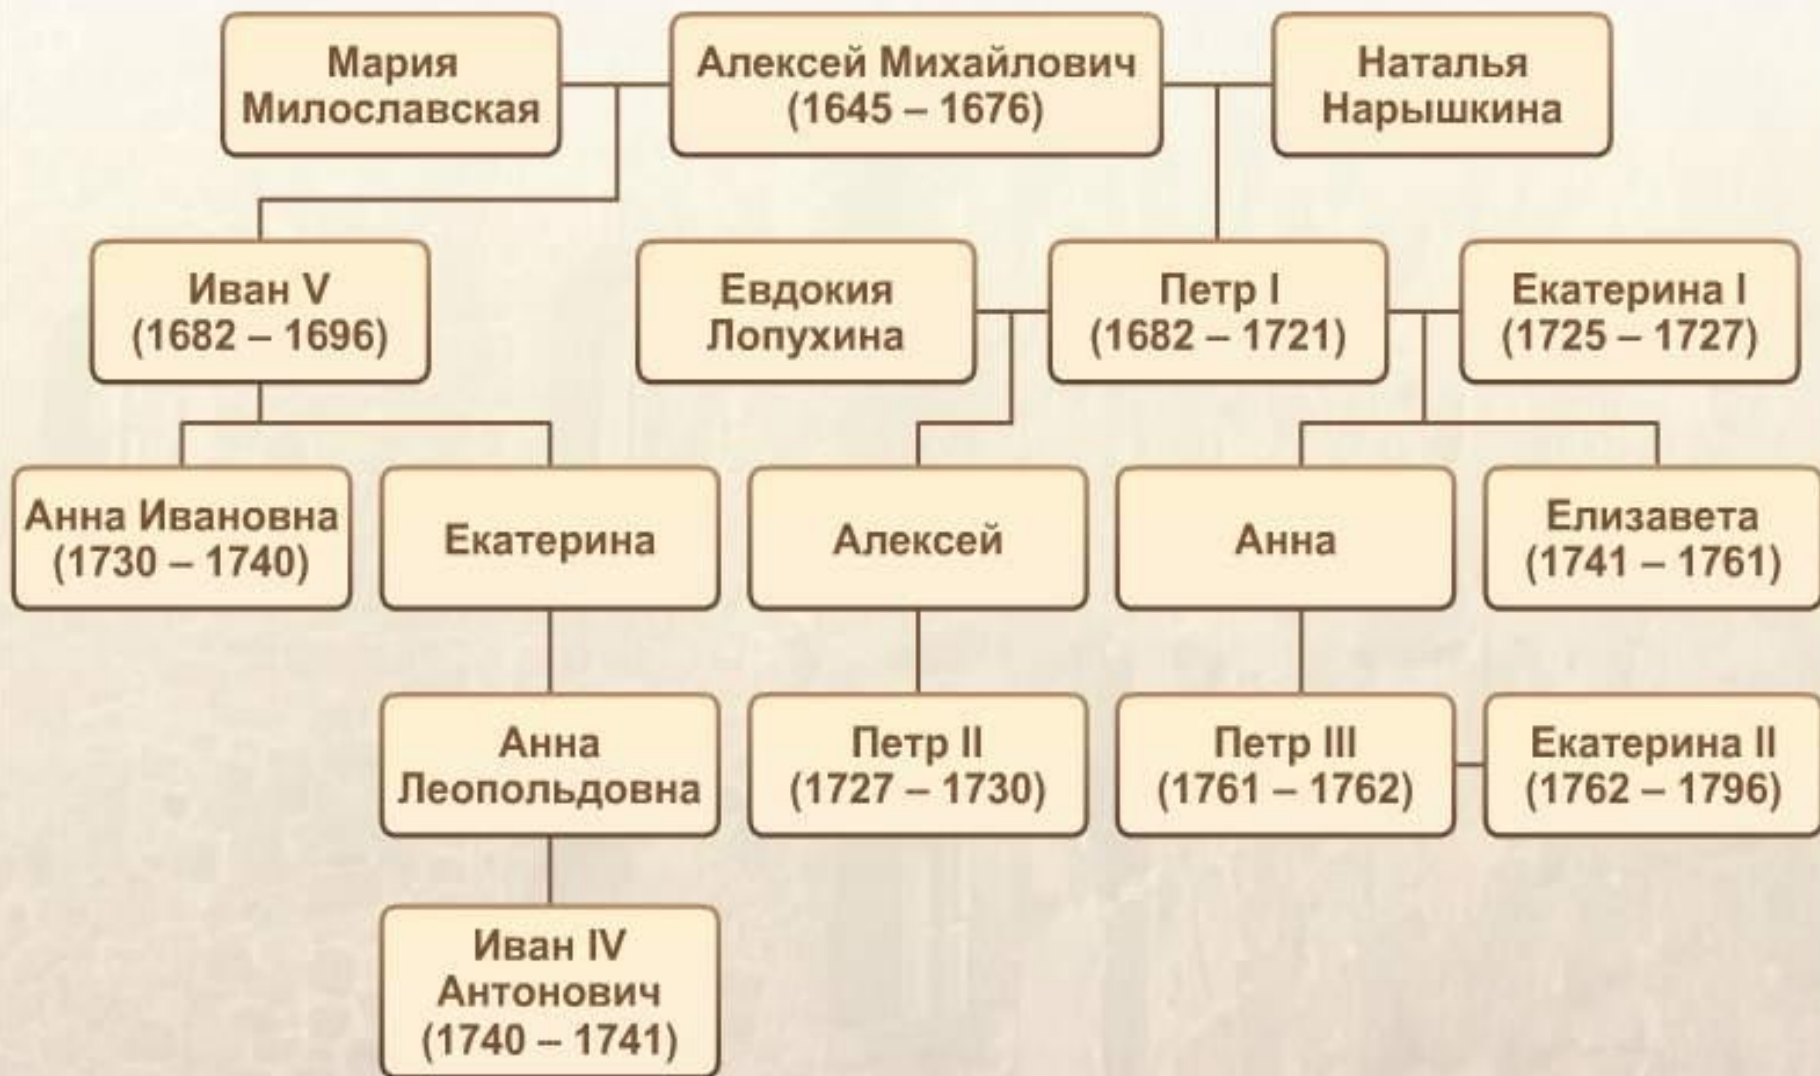 Мария
Милославская
Алексей Михайлович
(1645 – 1676)
Наталья
Нарышкина
Иван V
(1682 – 1696)
Евдокия
Лопухина
Петр I
(1682 – 1721)
Екатерина I
(1725 – 1727)
Анна Ивановна
(1730 – 1740)
Екатерина
Алексей
Анна
Елизавета
(1741 – 1761)
Анна
Леопольдовна
Петр II
(1727 – 1730)
Петр III
(1761 – 1762)
Екатерина II
(1762 – 1796)
Иван IV
Антонович
(1740 – 1741)